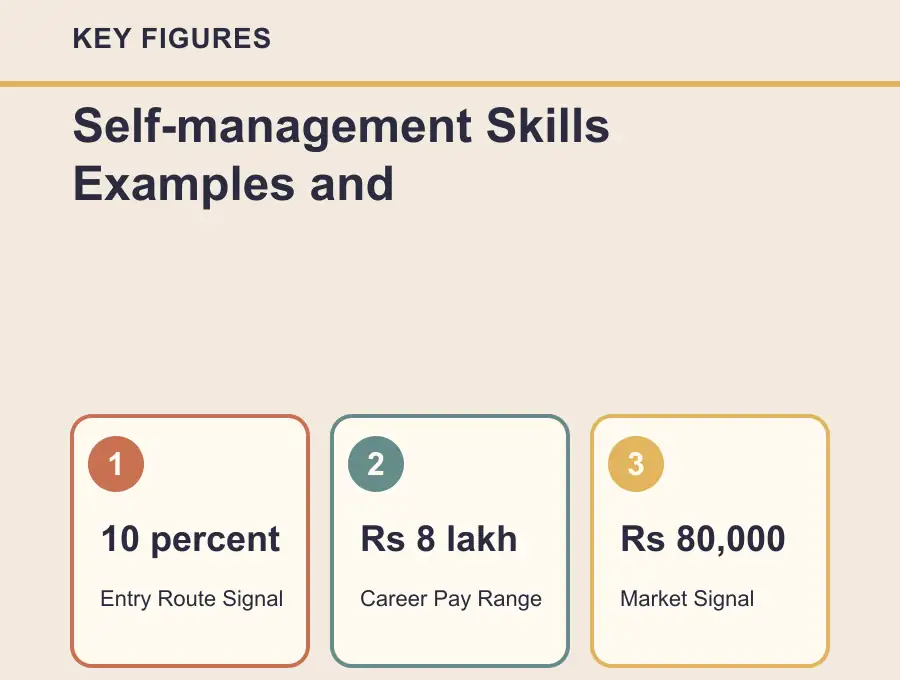 KEY FIGURES
Self-management Skills
Examples and
1
10 percent
Entry Route Signal
2
Rs 8 lakh
Career Pay Range
3
Rs 80,000
Market Signal